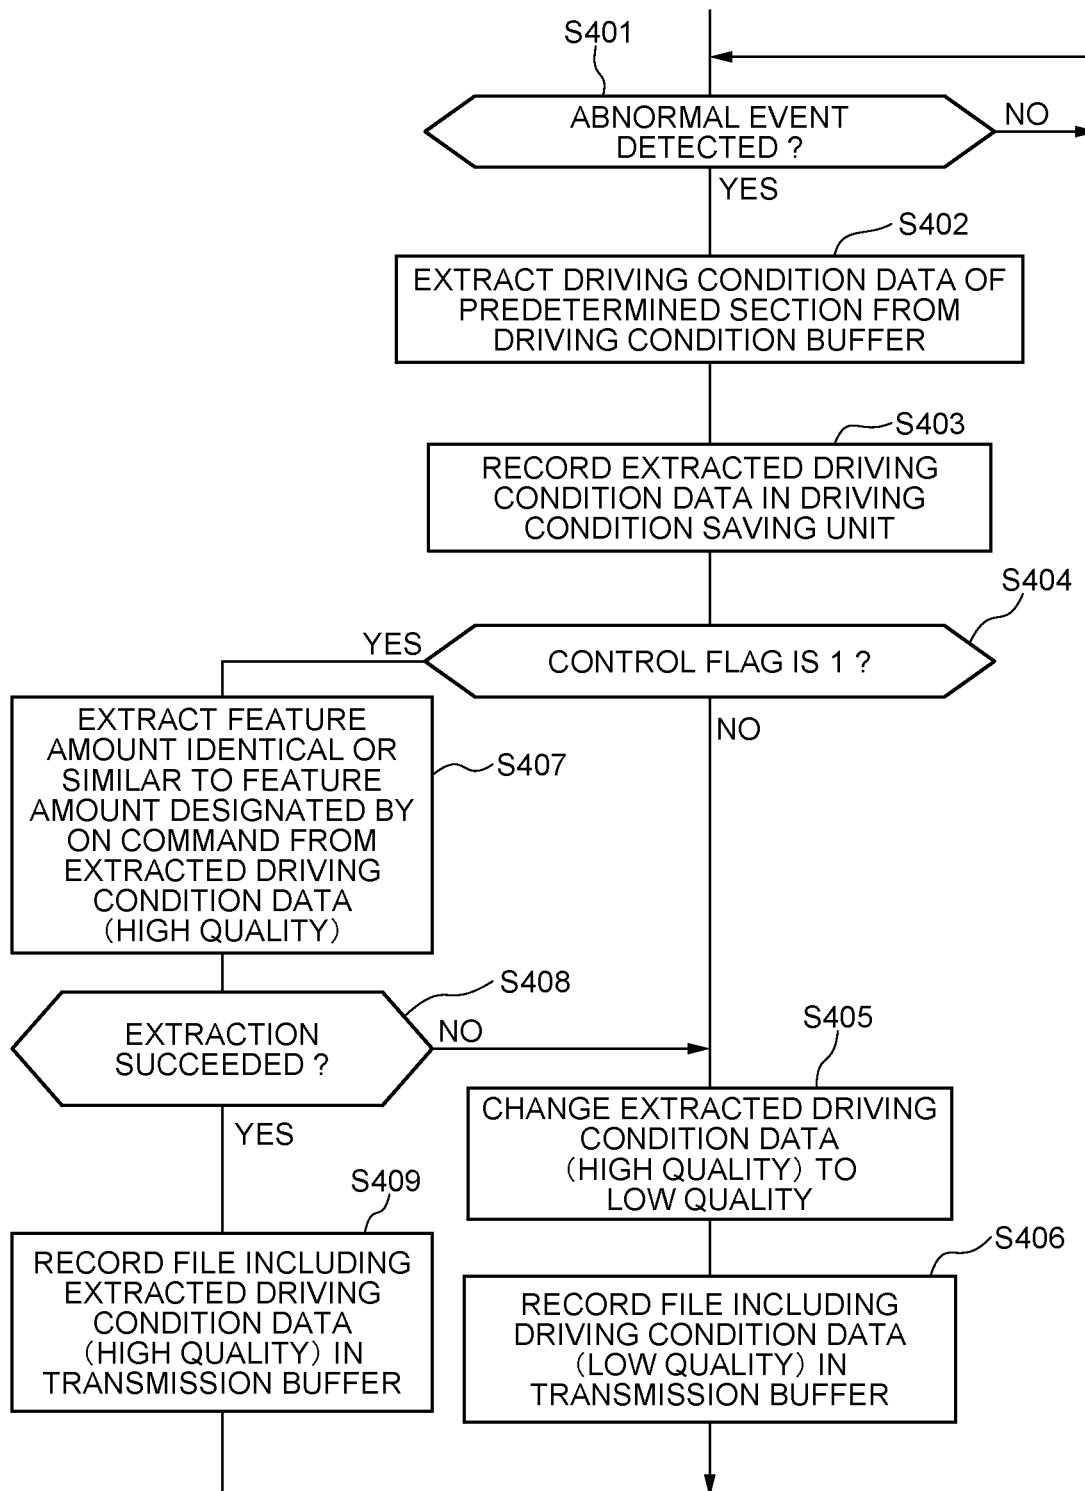 S401
ABNORMAL EVENT
DETECTED ?
NO
YES
S402
EXTRACT DRIVING CONDITION DATA OF
PREDETERMINED SECTION FROM
DRIVING CONDITION BUFFER
S403
RECORD EXTRACTED DRIVING
CONDITION DATA IN DRIVING
CONDITION SAVING UNIT
S404
CONTROL FLAG IS 1 ?
YES
NO
S407
EXTRACT FEATURE
AMOUNT IDENTICAL OR
SIMILAR TO FEATURE
AMOUNT DESIGNATED BY
ON COMMAND FROM
EXTRACTED DRIVING
CONDITION DATA
(HIGH QUALITY)
S408
EXTRACTION
SUCCEEDED ?
NO
YES
S405
CHANGE EXTRACTED DRIVING
CONDITION DATA
(HIGH QUALITY) TO
LOW QUALITY
S409
RECORD FILE INCLUDING
EXTRACTED DRIVING
CONDITION DATA
(HIGH QUALITY) IN
TRANSMISSION BUFFER
S406
RECORD FILE INCLUDING
DRIVING CONDITION DATA
(LOW QUALITY) IN
TRANSMISSION BUFFER